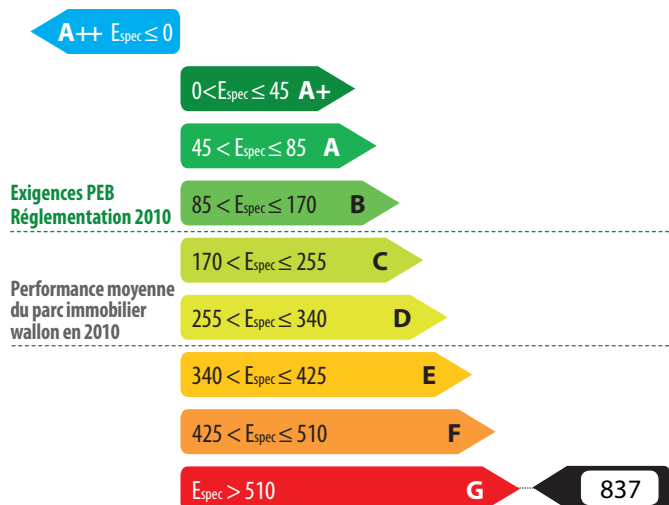 A++ Espec ≤ 0
0<Espec ≤ 45 A+
45 < Espec ≤ 85 A
Exigences PEB
Réglementation 2010
85 < Espec ≤ 170 B
170 < Espec ≤ 255 C
Performance moyenne
du parc immobilier
wallon en 2010
255 < Espec ≤ 340 D
340 < Espec ≤ 425 E
425 < Espec ≤ 510 F
Espec > 510 G 837